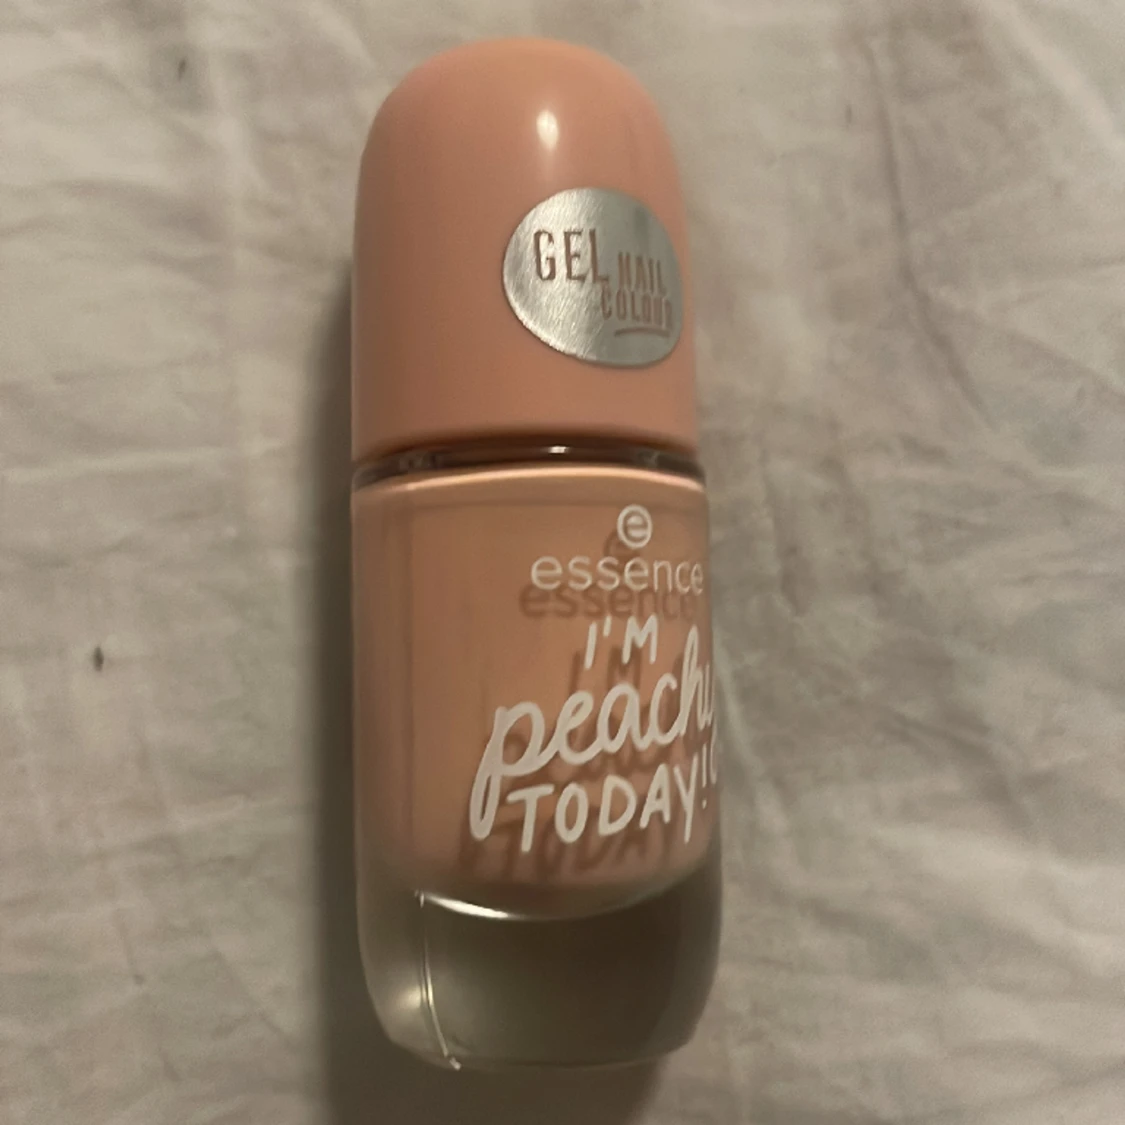 GEL NAIL
COLOUR
e
essence
I'M
peachy
TODAY!